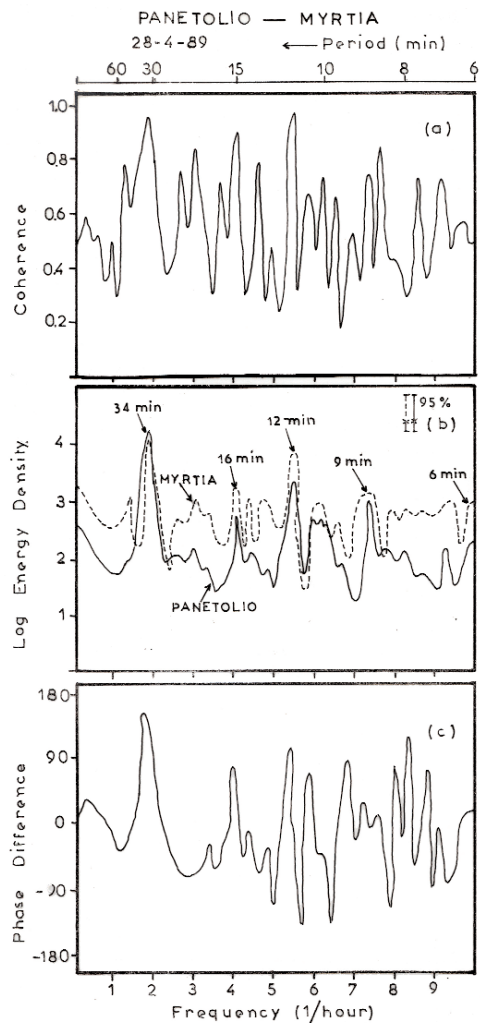 PANETOLIO — MYRTIA
28-4-89 ←— Period (min)
60 30 15 10 8 6
1.0
0.8
0.6
0.4
0.2
Coherence
(a)
34 min
12 min
95 %
(b)
MYRTIA
16 min
9 min
6 min
PANETOLIO
4
3
2
1
Log Energy Density
180
90
0
-90
-180
Phase Difference
(c)
1 2 3 4 5 6 7 8 9
Frequency (1/hour)